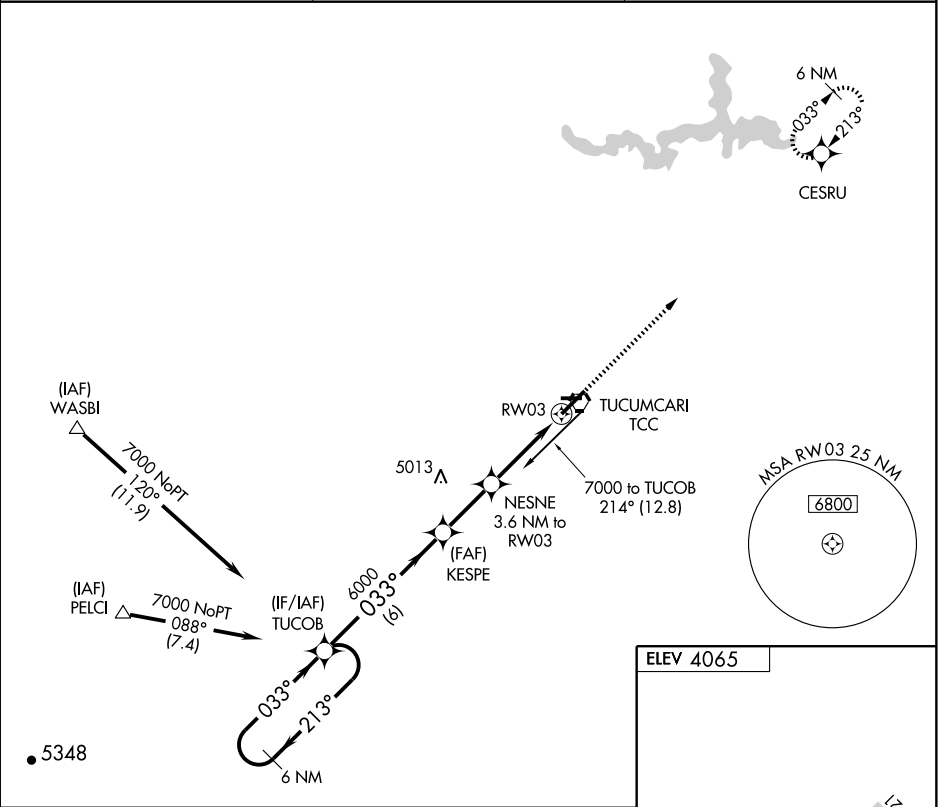 6 NM
033°
213°
CESRU
(IAF)
WASBI
7000 NoPT
120°
(11.9)
RW03
TUCUMCARI
TCC
5013
NESNE
3.6 NM to
RW03
7000 to TUCOB
214° (12.8)
MSA RW03 25 NM
6800
(FAF)
KESPE
(IAF)
PELCI
7000 NoPT
088°
(7.4)
(IF/IAF)
TUCOB
6000
033°
(6)
033°
213°
6 NM
5348
ELEV 4065